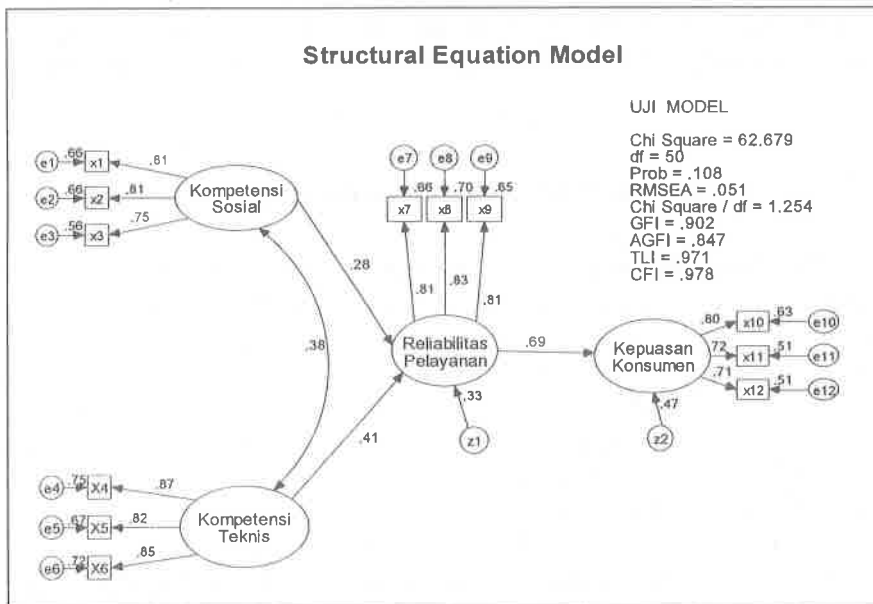 Structural Equation Model
UJI MODEL
Chi Square = 62.679
df = 50
Prob = .108
RMSEA = .051
Chi Square / df = 1.254
GFI = .902
AGFI = .847
TLI = .971
CFI = .978
e1 .66 x1 .81
e2 .66 x2 .81
e3 .56 x3 .75
Kompetensi
Sosial
e7 e8 e9
.66 .70 .65
x7 x8 x9
.81 .83 .81
.28
.38
.41
Reliabilitas
Pelayanan
.33
z1
.69
Kepuasan
Konsumen
.47
z2
.80 x10 .63 e10
.72 x11 .51 e11
.71 x12 .51 e12
e4 .75 X4 .87
e5 .67 X5 .82
e6 .72 X6 .85
Kompetensi
Teknis